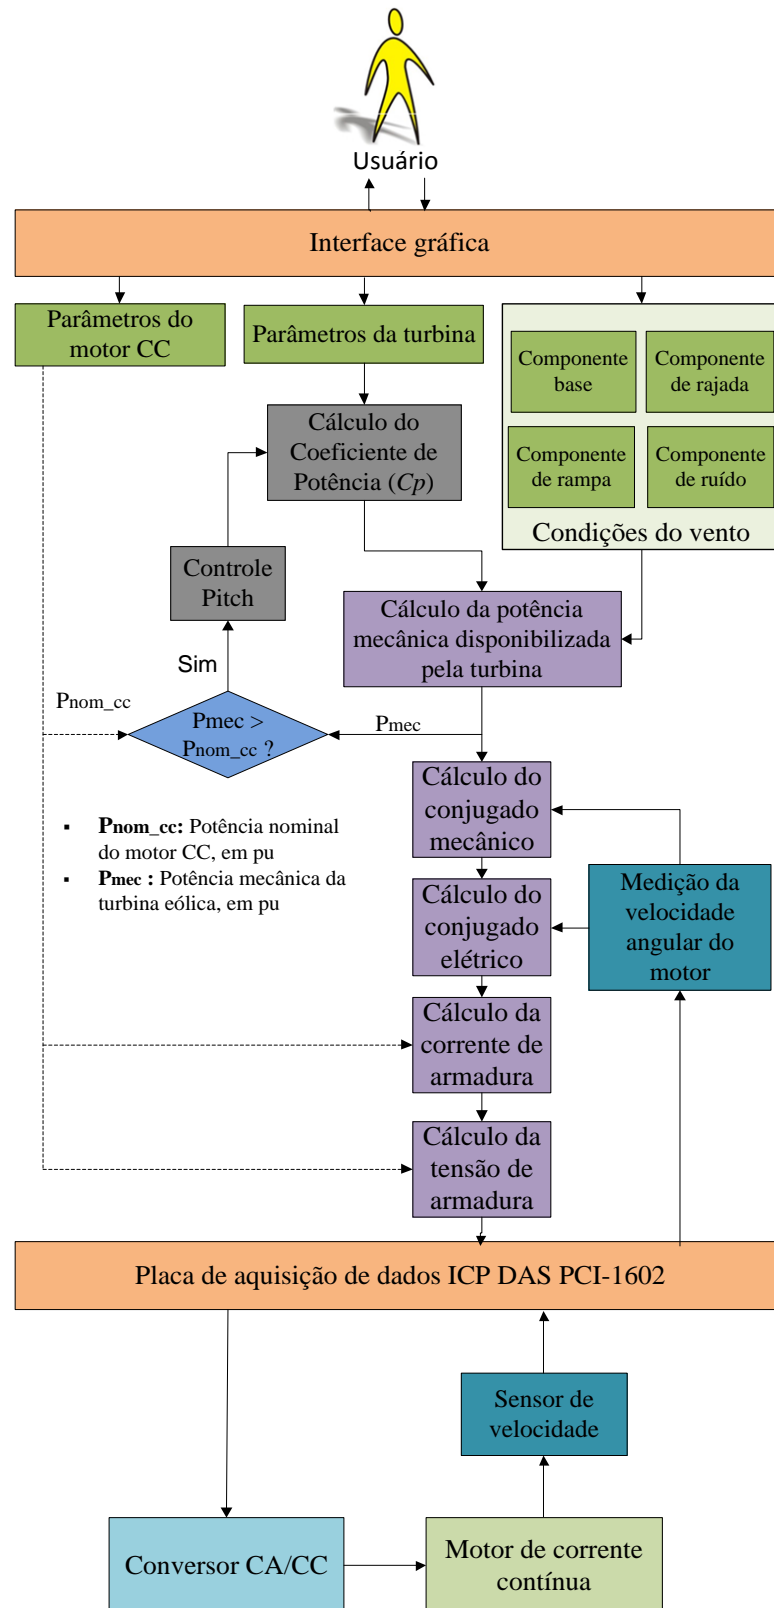 Usuário
Interface gráfica
Parâmetros do
motor CC
Parâmetros da turbina
Componente
base
Componente
de rajada
Componente
de rampa
Componente
de ruído
Condições do vento
Cálculo do
Coeficiente de
Potência (Cp)
Controle
Pitch
Cálculo da potência
mecânica disponibilizada
pela turbina
Sim
Pnom_cc
Pmec >
Pnom_cc ?
Pmec
Cálculo do
conjugado
mecânico
▪ Pnom_cc: Potência nominal
do motor CC, em pu
▪ Pmec : Potência mecânica da
turbina eólica, em pu
Medição da
velocidade
angular do
motor
Cálculo do
conjugado
elétrico
Cálculo da
corrente de
armadura
Cálculo da
tensão de
armadura
Placa de aquisição de dados ICP DAS PCI-1602
Sensor de
velocidade
Conversor CA/CC
Motor de corrente
contínua